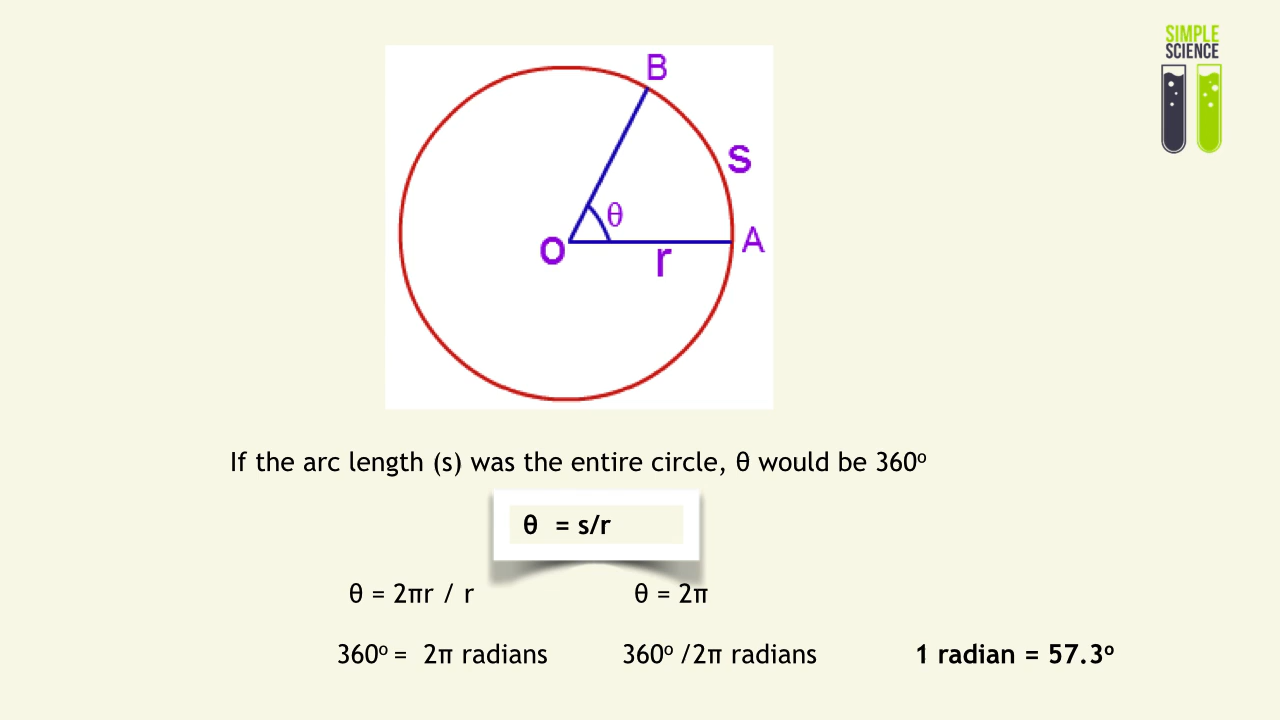 SIMPLE
SCIENCE
B
S
θ
O
A
r
If the arc length (s) was the entire circle, θ would be 360º
θ = s/r
θ = 2πr / r θ = 2π
360º = 2π radians 360º /2π radians 1 radian = 57.3º